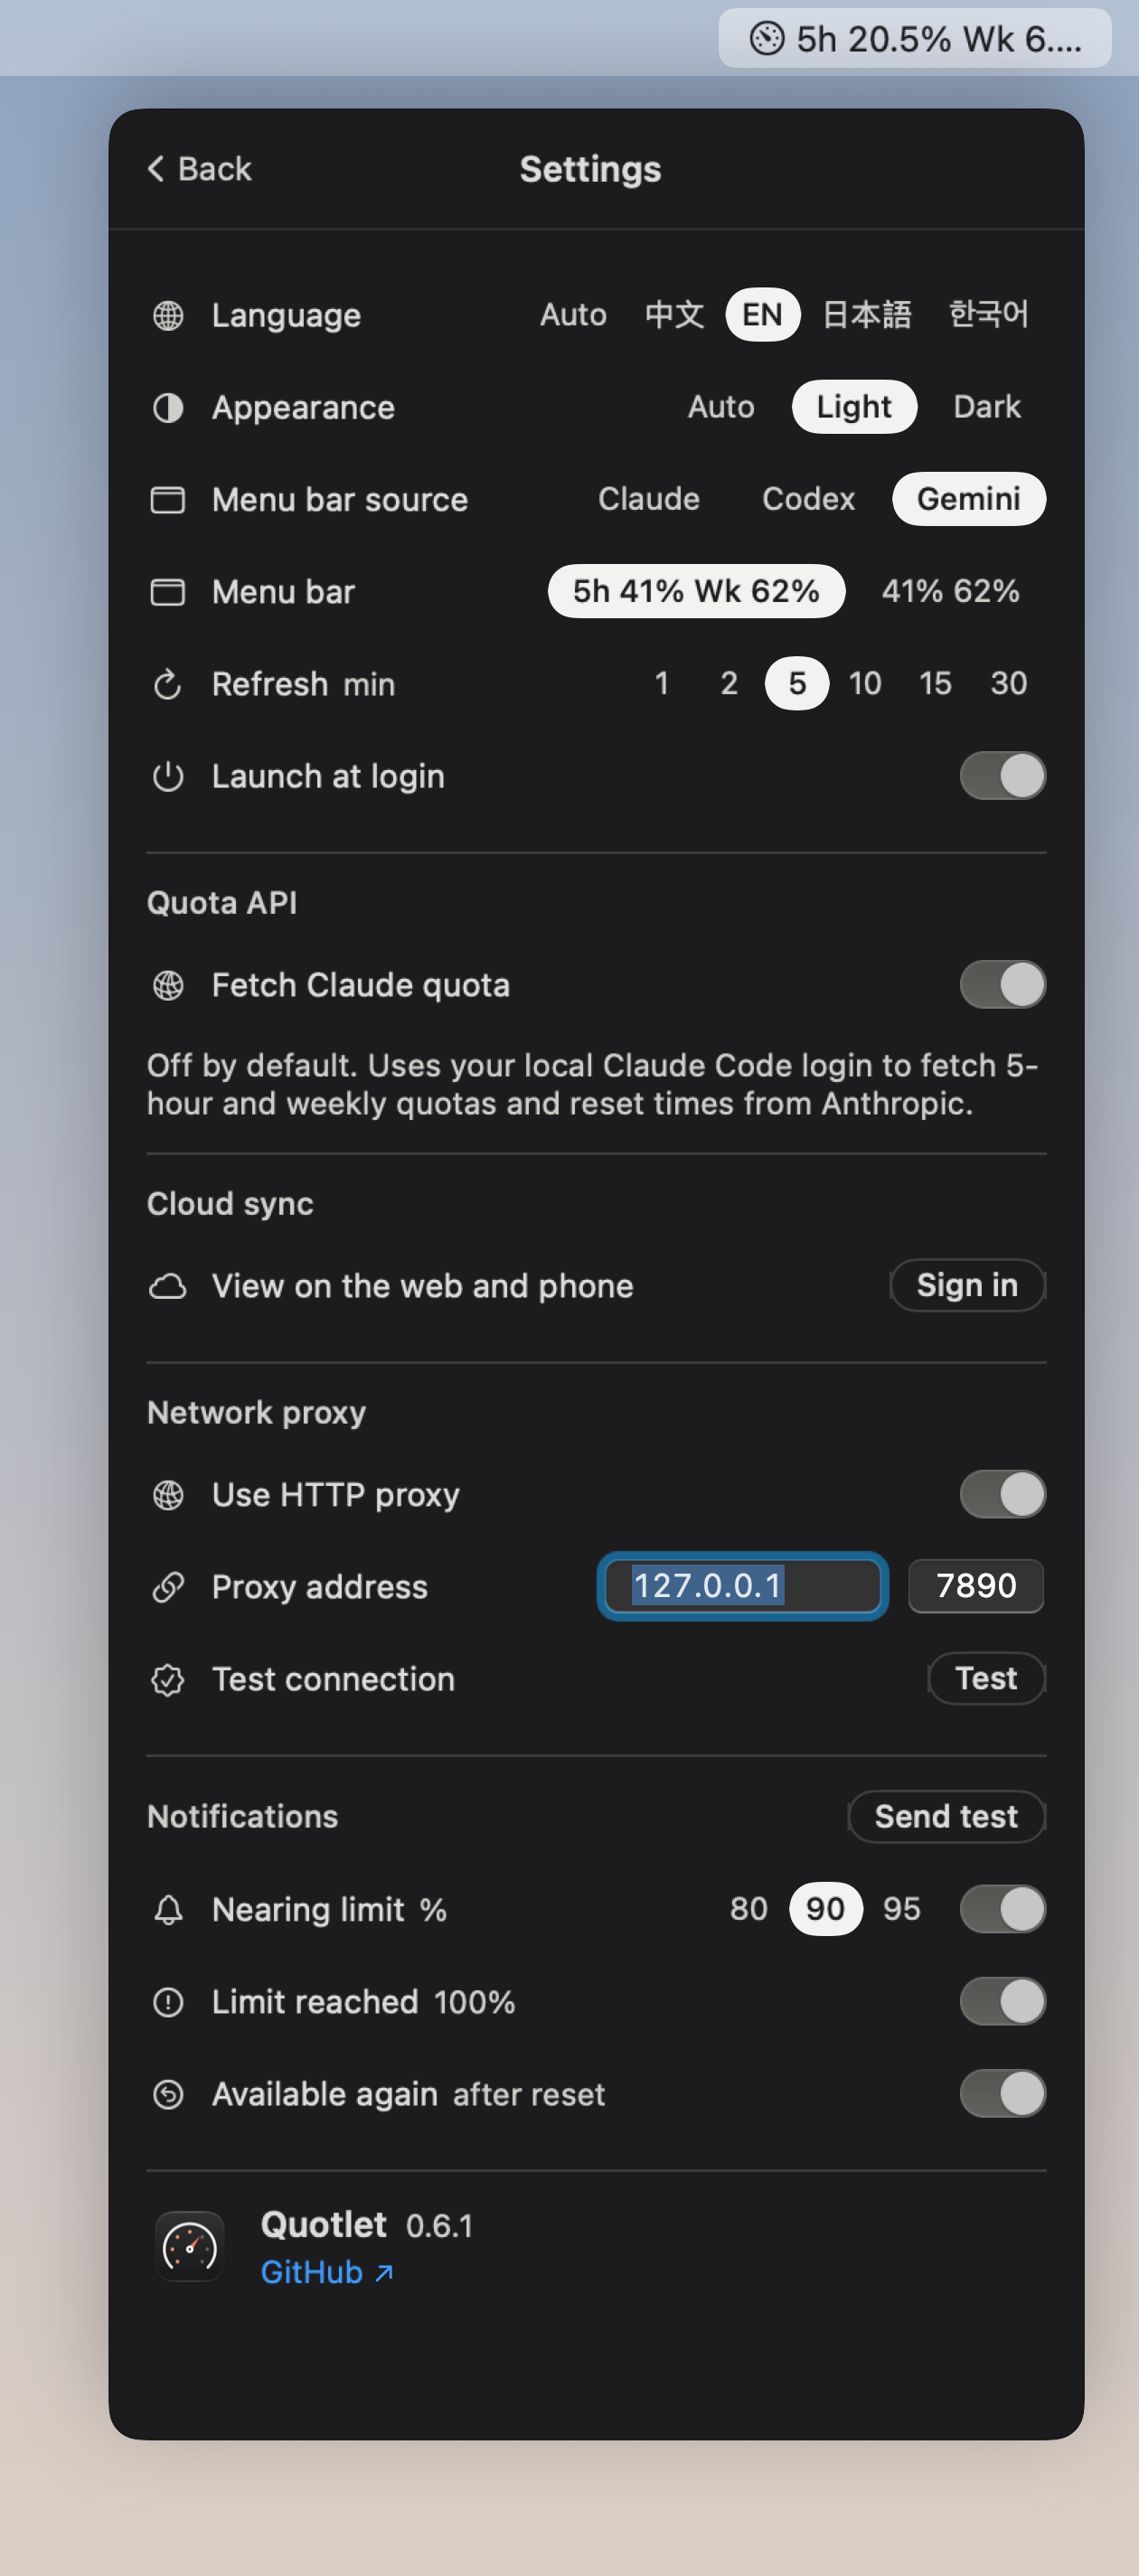 5h 20.5% Wk 6....
Back
Settings
Language Auto 中文 EN 日本語 한국어
Appearance Auto Light Dark
Menu bar source Claude Codex Gemini
Menu bar 5h 41% Wk 62% 41% 62%
Refresh min 1 2 5 10 15 30
Launch at login
Quota API
Fetch Claude quota
Off by default. Uses your local Claude Code login to fetch 5-
hour and weekly quotas and reset times from Anthropic.
Cloud sync
View on the web and phone Sign in
Network proxy
Use HTTP proxy
Proxy address 127.0.0.1 7890
Test connection Test
Notifications Send test
Nearing limit % 80 90 95
Limit reached 100%
Available again after reset
Quotlet 0.6.1
GitHub ↗